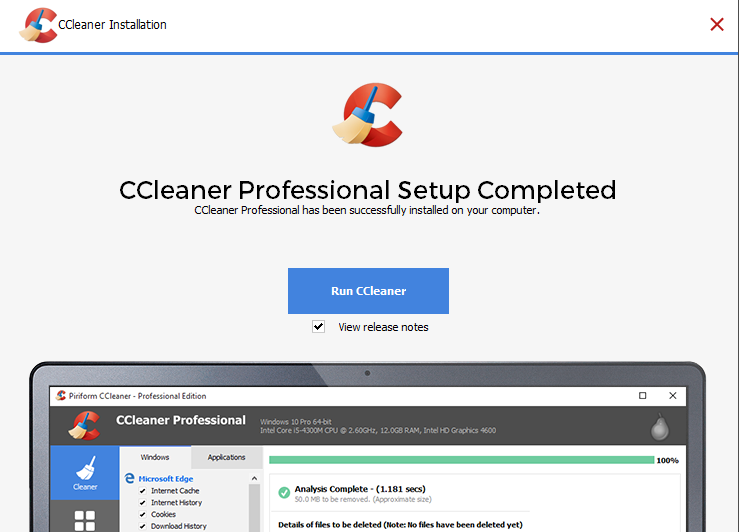 CCleaner Installation
CCleaner Professional Setup Completed
CCleaner Professional has been successfully installed on your computer.
Run CCleaner
View release notes
Piriform CCleaner - Professional Edition
CCleaner Professional
Windows 10 Pro 64-bit
Intel Core i5-4300M CPU @ 2.60GHz, 12.0GB RAM, Intel HD Graphics 4600
Cleaner
Windows
Applications
Microsoft Edge
Internet Cache
Internet History
Cookies
Download History
100%
Analysis Complete - (1.181 secs)
50.0 MB to be removed. (Approximate size)
Details of files to be deleted (Note: No files have been deleted yet)